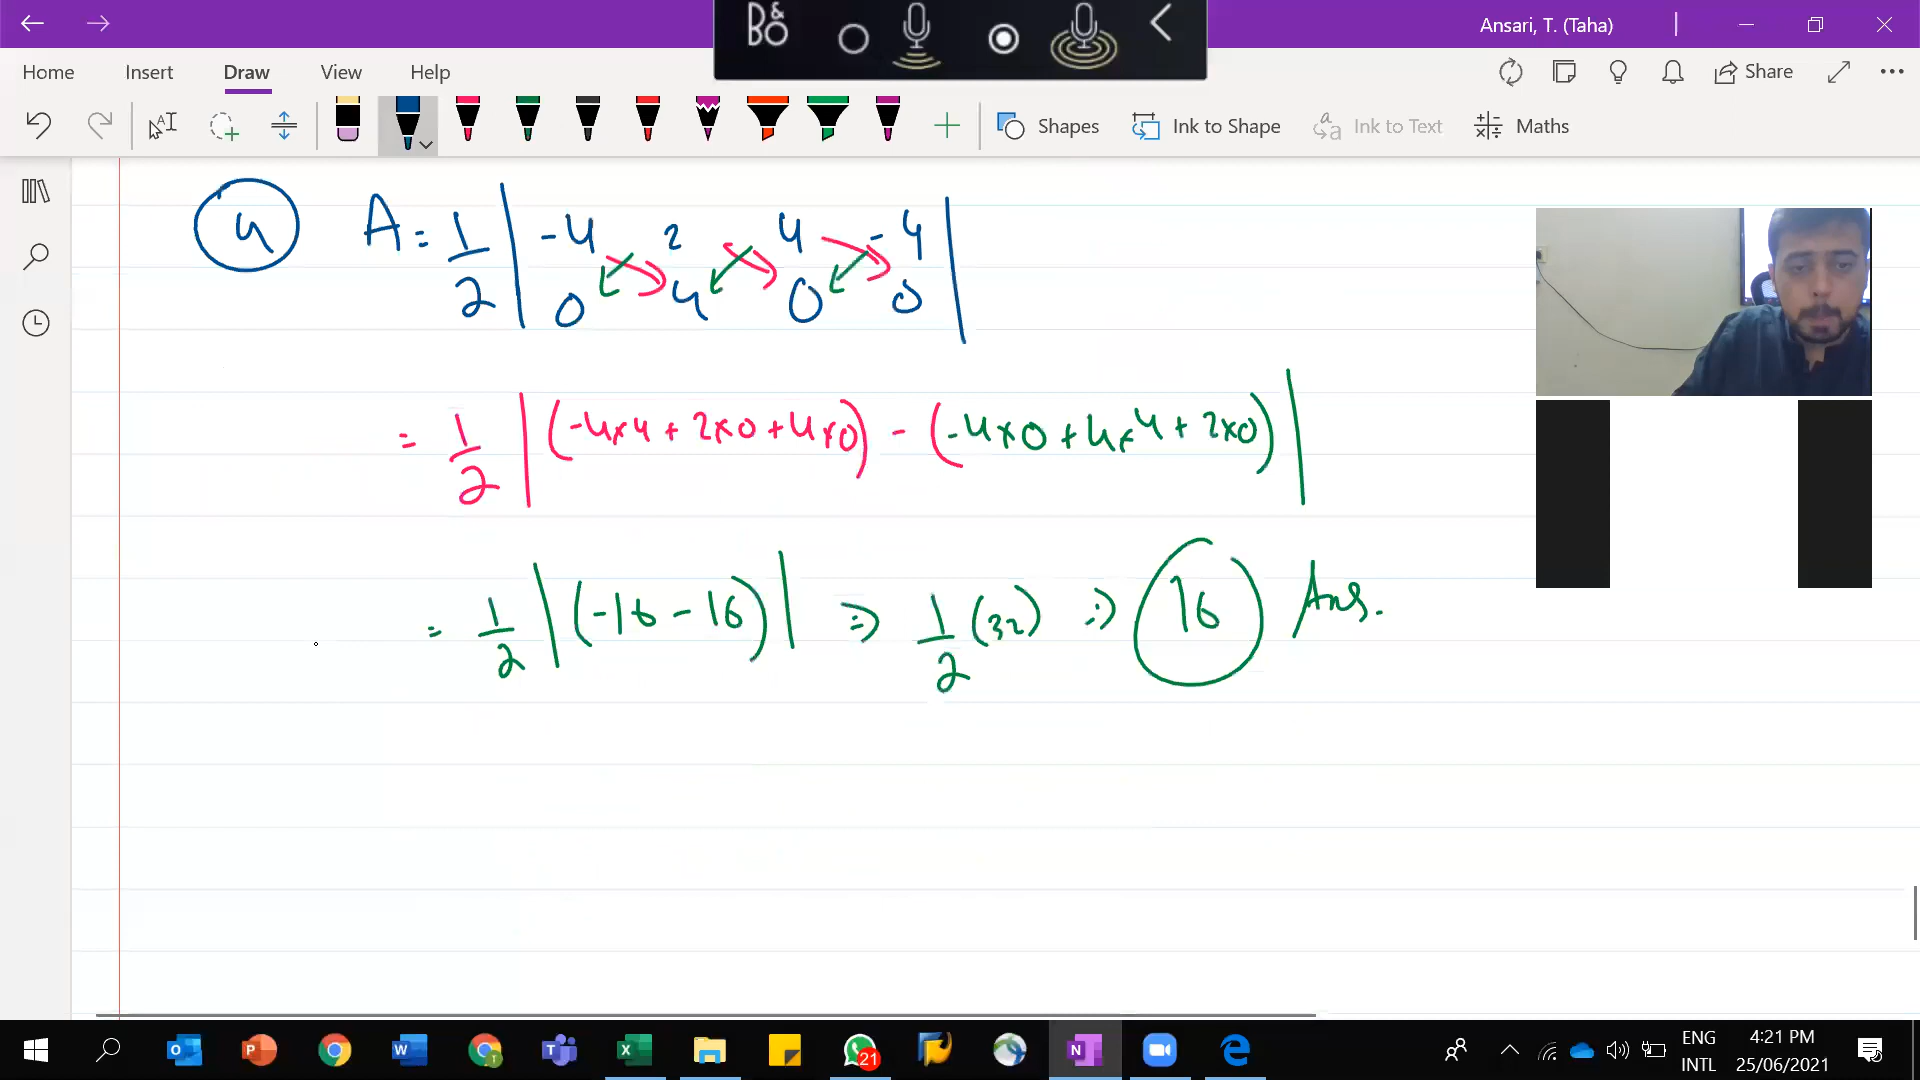 B&O
Ansari, T. (Taha)
Home Insert Draw View Help
Share
Shapes Ink to Shape Ink to Text Maths
4 A = 1/2 | -4 2 4 -4 |
0 4 0 0
= 1/2 | (-4×4 + 2×0 + 4×0) - (-4×0 + 4×4 + 2×0) |
= 1/2 | (-16 - 16) | ⇒ 1/2 (32) ⇒ 16 Ans.
21
ENG
INTL
4:21 PM
25/06/2021